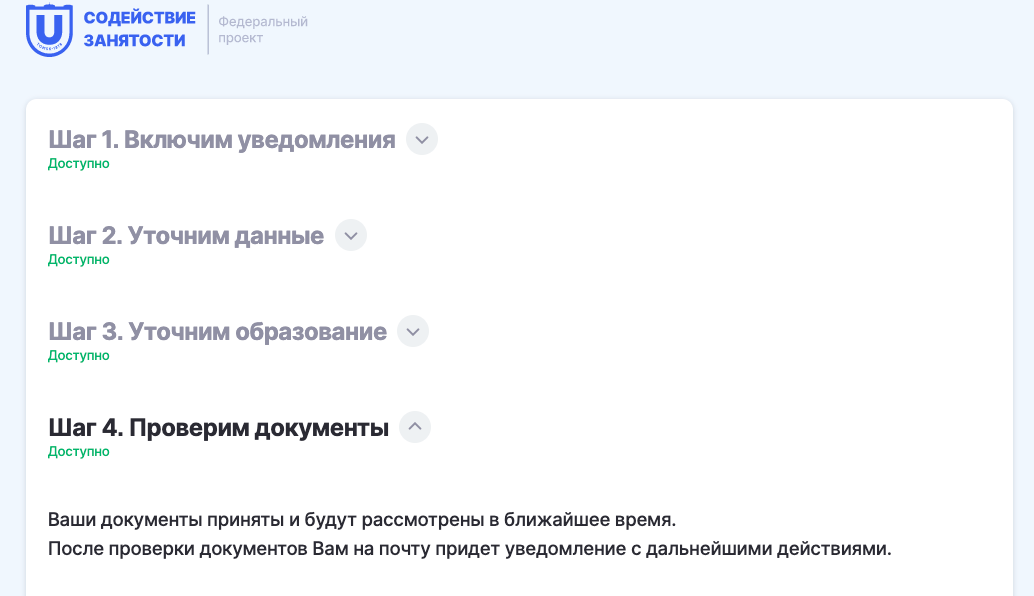 СОДЕЙСТВИЕ
ЗАНЯТОСТИ
Федеральный
проект
Шаг 1. Включим уведомления
Доступно
Шаг 2. Уточним данные
Доступно
Шаг 3. Уточним образование
Доступно
Шаг 4. Проверим документы
Доступно
Ваши документы приняты и будут рассмотрены в ближайшее время.
После проверки документов Вам на почту придет уведомление с дальнейшими действиями.